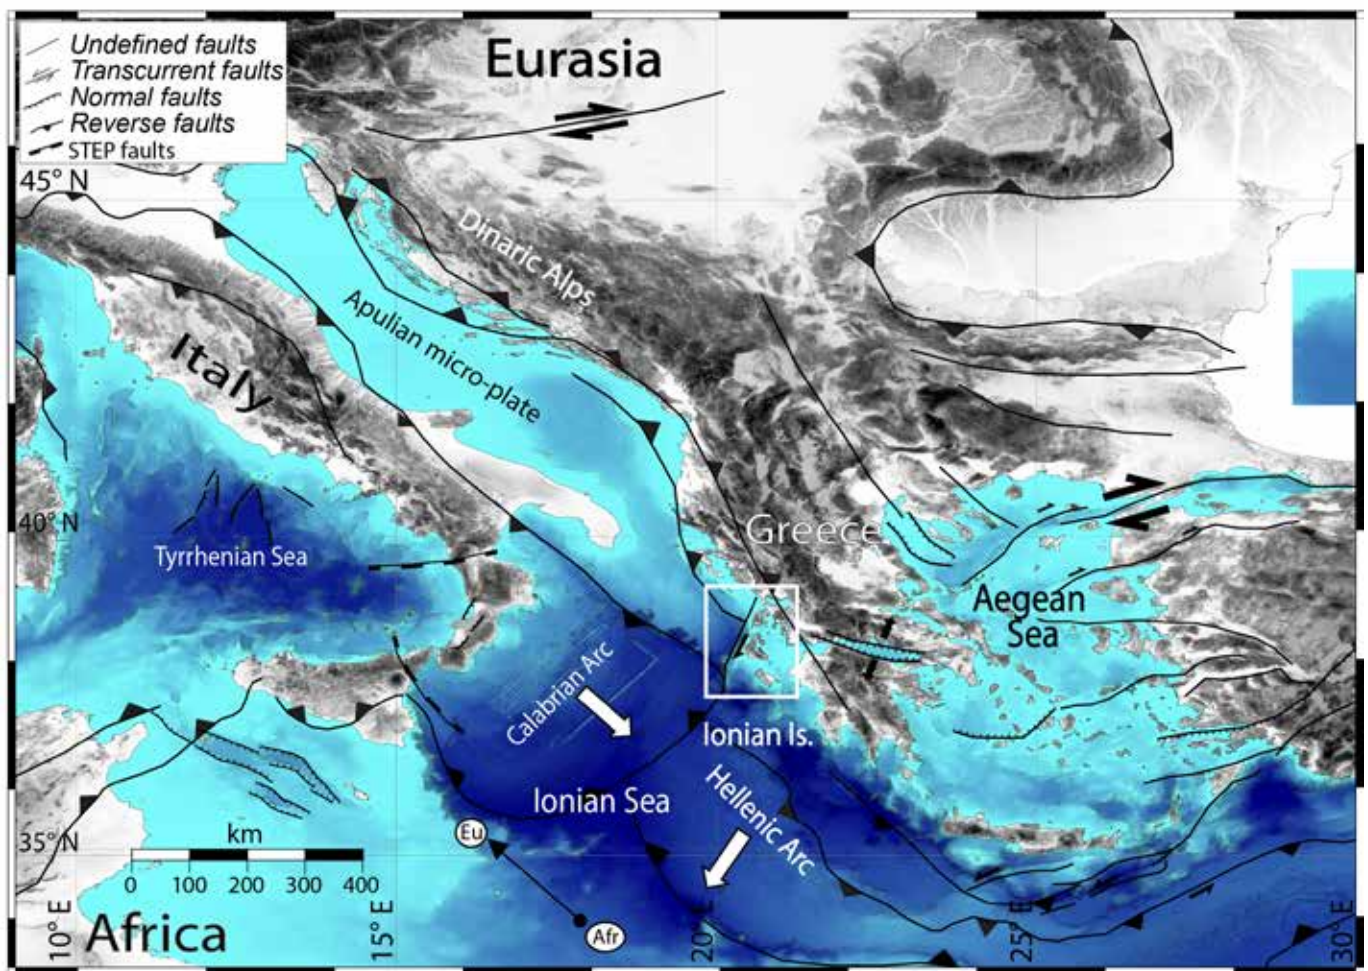 Undefined faults
Transcurrent faults
Normal faults
Reverse faults
STEP faults
Eurasia
45° N
Dinaric Alps
Apulian micro-plate
Italy
40° N
Tyrrhenian Sea
Greece
Aegean
Sea
Calabrian Arc
Ionian Is.
Ionian Sea
Hellenic Arc
Eu
35° N
km
0 100 200 300 400
Afr
Africa
10° E
15° E
20° E
25° E
30° E